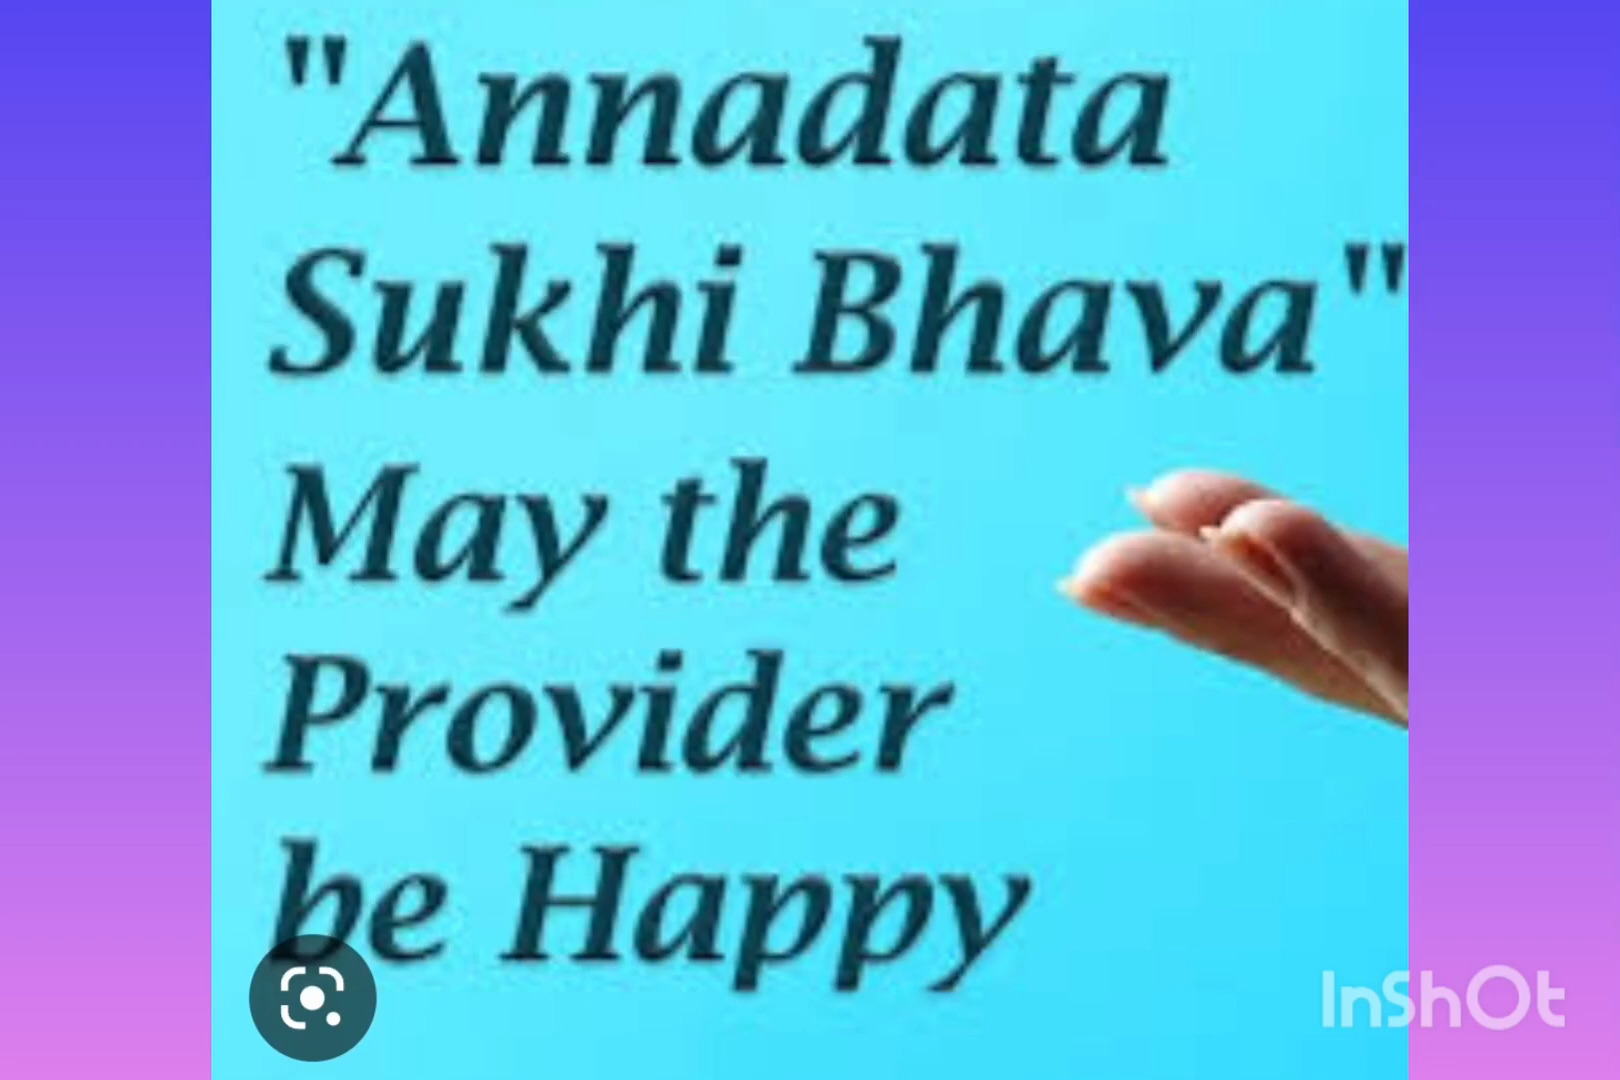 "Annadata
Sukhi Bhava"
May the
Provider
be Happy
InShOt